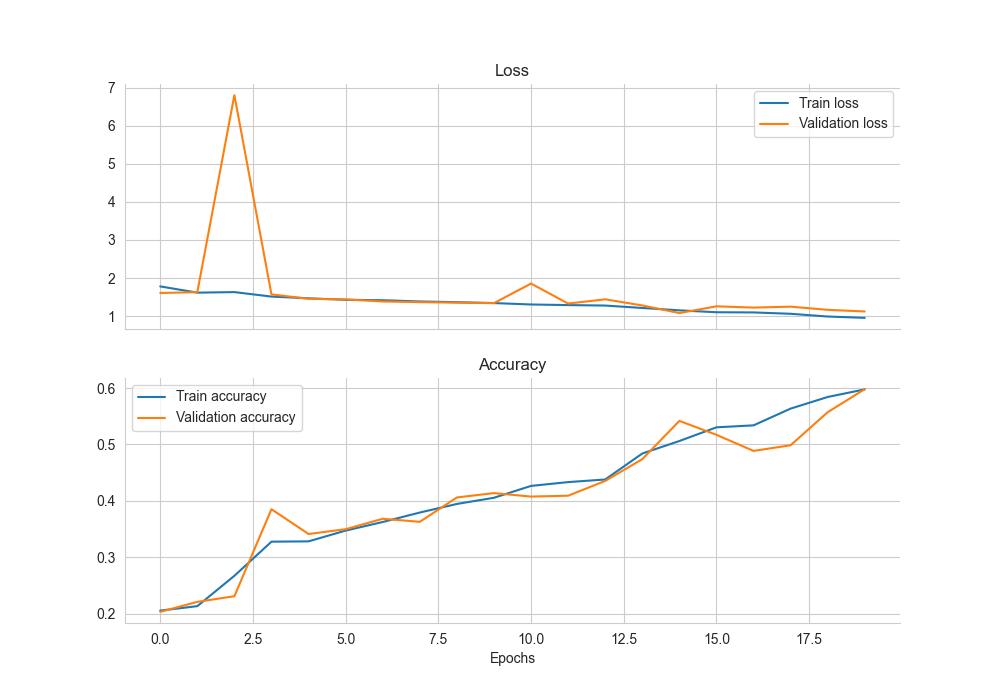 Loss
7
6
5
4
3
2
1
Train loss
Validation loss
Accuracy
0.6
0.5
0.4
0.3
0.2
Train accuracy
Validation accuracy
0.0 2.5 5.0 7.5 10.0 12.5 15.0 17.5
Epochs